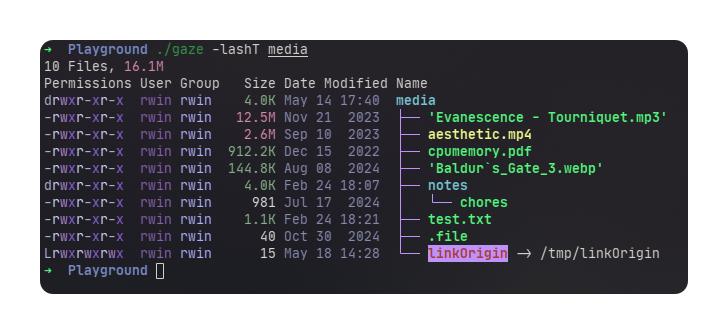 ➜  Playground ./gaze -lashT media
10 Files, 16.1M
Permissions User Group   Size Date Modified Name
drwxr-xr-x  rwin rwin    4.0K May 14 17:40  media
-rwxr-xr-x  rwin rwin   12.5M Nov 21  2023  ├── 'Evanescence - Tourniquet.mp3'
-rwxr-xr-x  rwin rwin    2.6M Sep 10  2023  ├── aesthetic.mp4
-rwxr-xr-x  rwin rwin  912.2K Dec 15  2022  ├── cpumemory.pdf
-rwxr-xr-x  rwin rwin  144.8K Aug 08  2024  ├── 'Baldur`s_Gate_3.webp'
drwxr-xr-x  rwin rwin    4.0K Feb 24 18:07  ├── notes
-rwxr-xr-x  rwin rwin     981 Jul 17  2024  │   └── chores
-rwxr-xr-x  rwin rwin    1.1K Feb 24 18:21  ├── test.txt
-rwxr-xr-x  rwin rwin      40 Oct 30  2024  ├── .file
Lrwxrwxrwx  rwin rwin      15 May 18 14:28  └── linkOrigin -> /tmp/linkOrigin
➜  Playground